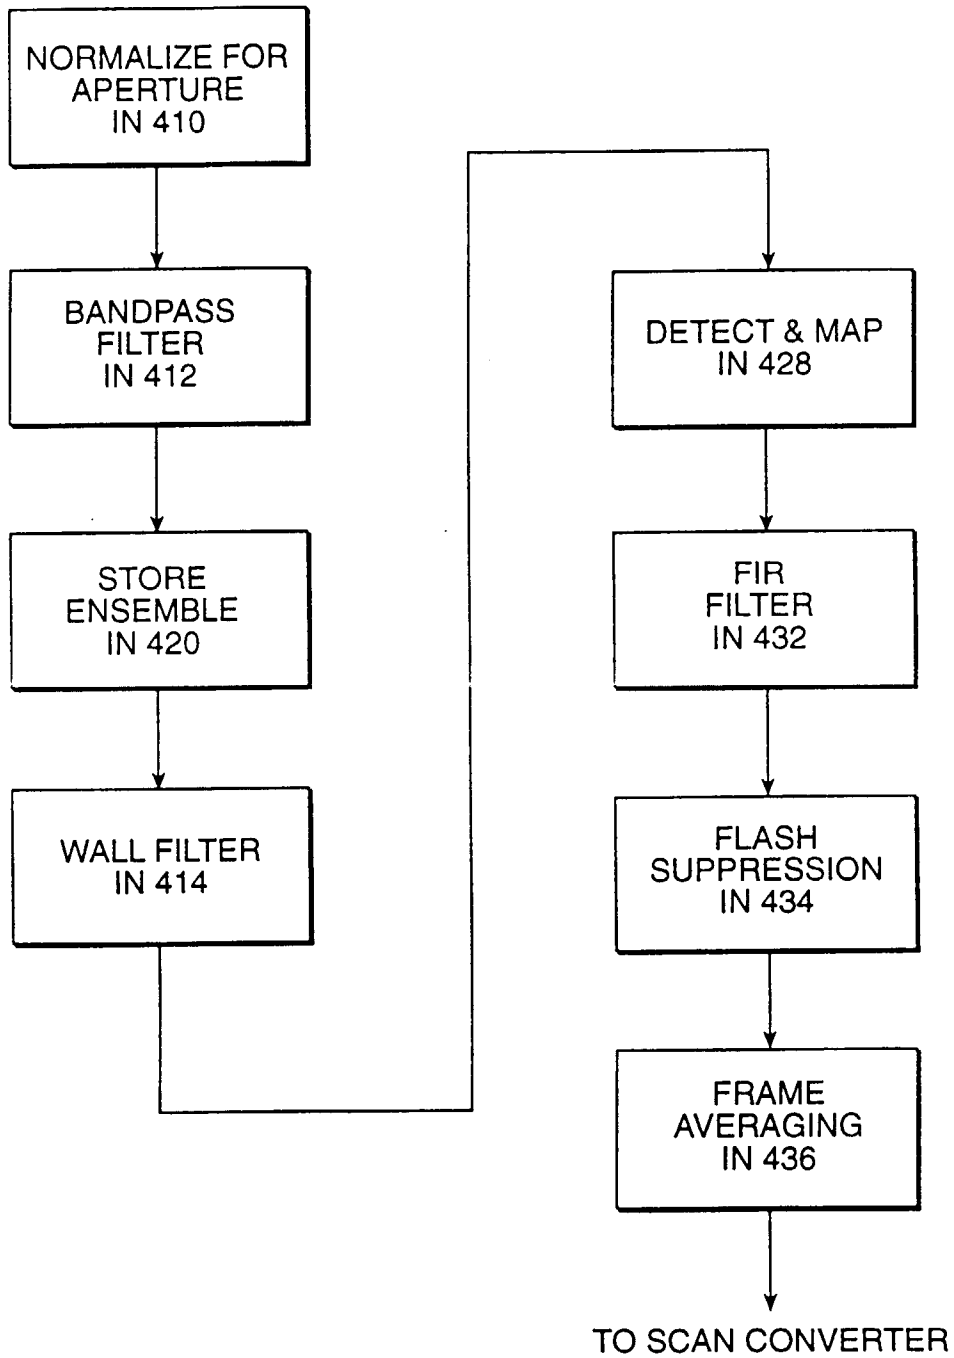 NORMALIZE FOR
APERTURE
IN 410
BANDPASS
FILTER
IN 412
STORE
ENSEMBLE
IN 420
WALL FILTER
IN 414
DETECT & MAP
IN 428
FIR
FILTER
IN 432
FLASH
SUPPRESSION
IN 434
FRAME
AVERAGING
IN 436
TO SCAN CONVERTER